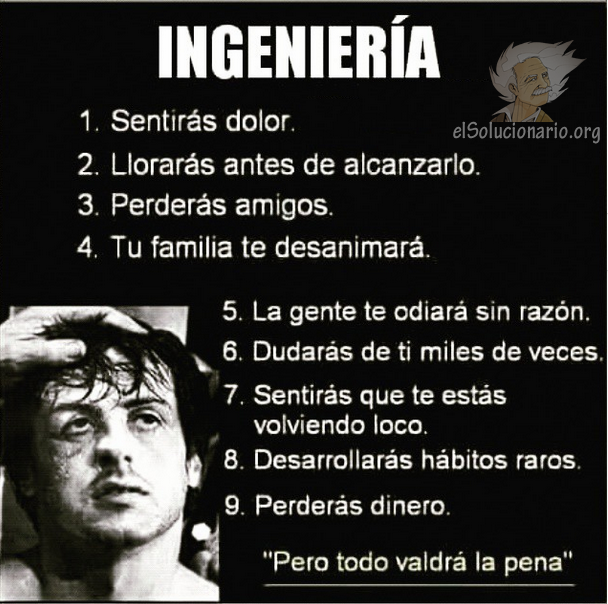 INGENIERÍA
elSolucionario.org
1. Sentirás dolor.
2. Llorarás antes de alcanzarlo.
3. Perderás amigos.
4. Tu familia te desanimará.
5. La gente te odiará sin razón.
6. Dudarás de ti miles de veces.
7. Sentirás que te estás
volviendo loco.
8. Desarrollarás hábitos raros.
9. Perderás dinero.
"Pero todo valdrá la pena"